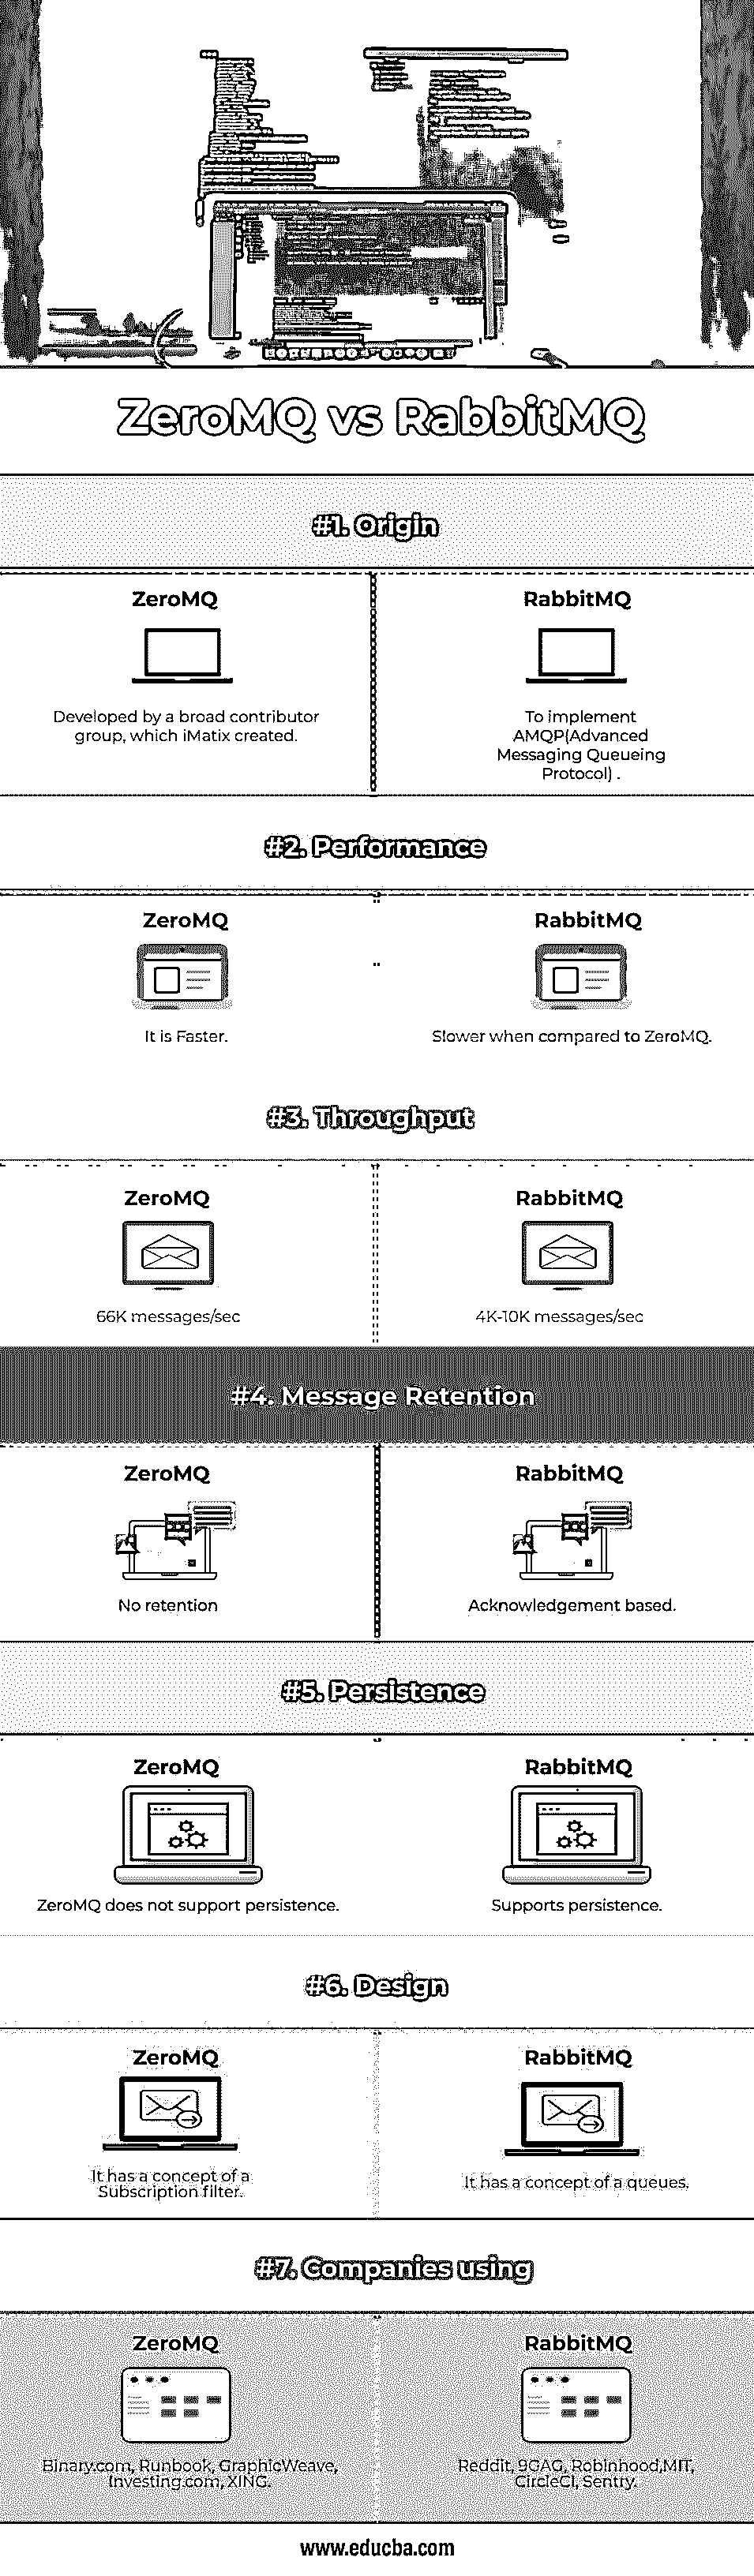 ZeroMQ vs RabbitMQ
#1. Origin
ZeroMQ
Developed by a broad contributor
group, which iMatix created.
RabbitMQ
To implement
AMQP(Advanced
Messaging Queueing
Protocol) .
#2. Performance
ZeroMQ
It is Faster.
RabbitMQ
Slower when compared to ZeroMQ.
#3. Throughput
ZeroMQ
66K messages/sec
RabbitMQ
4K-10K messages/sec
#4. Message Retention
ZeroMQ
No retention
RabbitMQ
Acknowledgement based.
#5. Persistence
ZeroMQ
ZeroMQ does not support persistence.
RabbitMQ
Supports persistence.
#6. Design
ZeroMQ
It has a concept of a
Subscription filter.
RabbitMQ
It has a concept of a queues.
#7. Companies using
ZeroMQ
Binary.com, Runbook, GraphicWeave,
Investing.com, XING.
RabbitMQ
Reddit, 9GAG, Robinhood,MIT,
CircleCI, Sentry.
www.educba.com